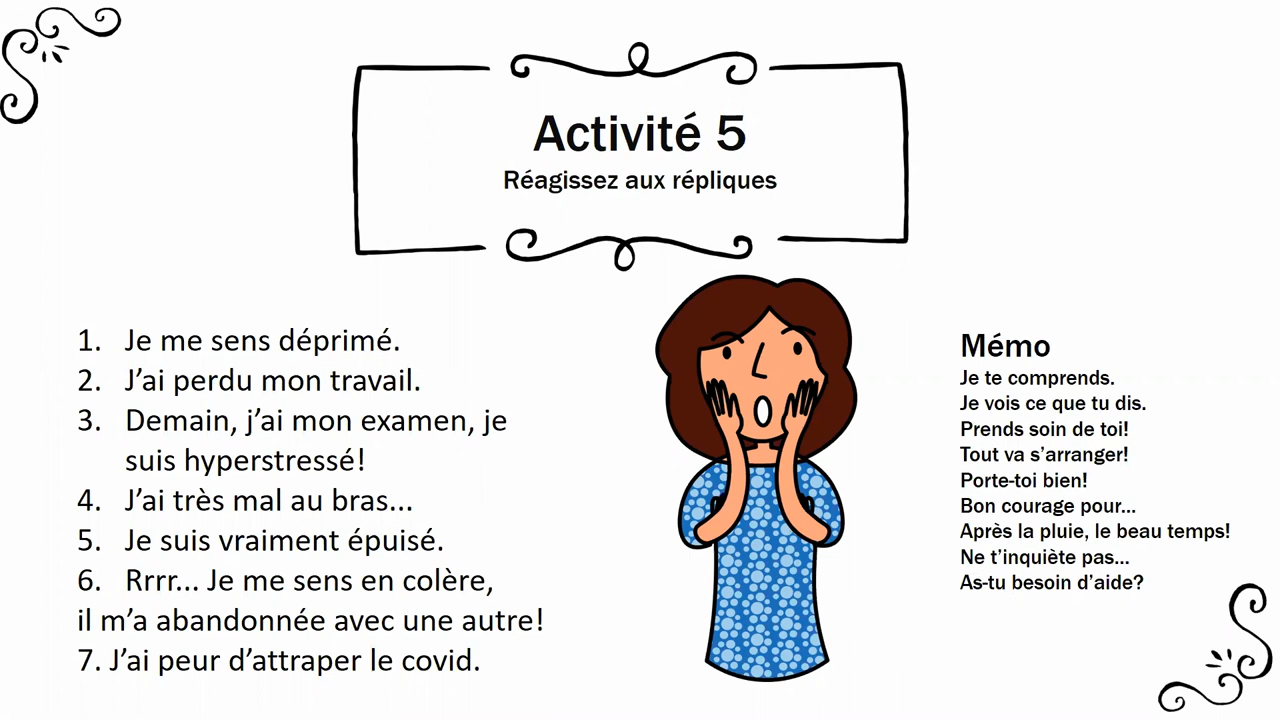 Activité 5
Réagissez aux répliques
1. Je me sens déprimé.
2. J’ai perdu mon travail.
3. Demain, j’ai mon examen, je
suis hyperstressé!
4. J’ai très mal au bras...
5. Je suis vraiment épuisé.
6. Rrrr... Je me sens en colère,
il m’a abandonnée avec une autre!
7. J’ai peur d’attraper le covid.
Mémo
Je te comprends.
Je vois ce que tu dis.
Prends soin de toi!
Tout va s’arranger!
Porte-toi bien!
Bon courage pour...
Après la pluie, le beau temps!
Ne t’inquiète pas...
As-tu besoin d’aide?